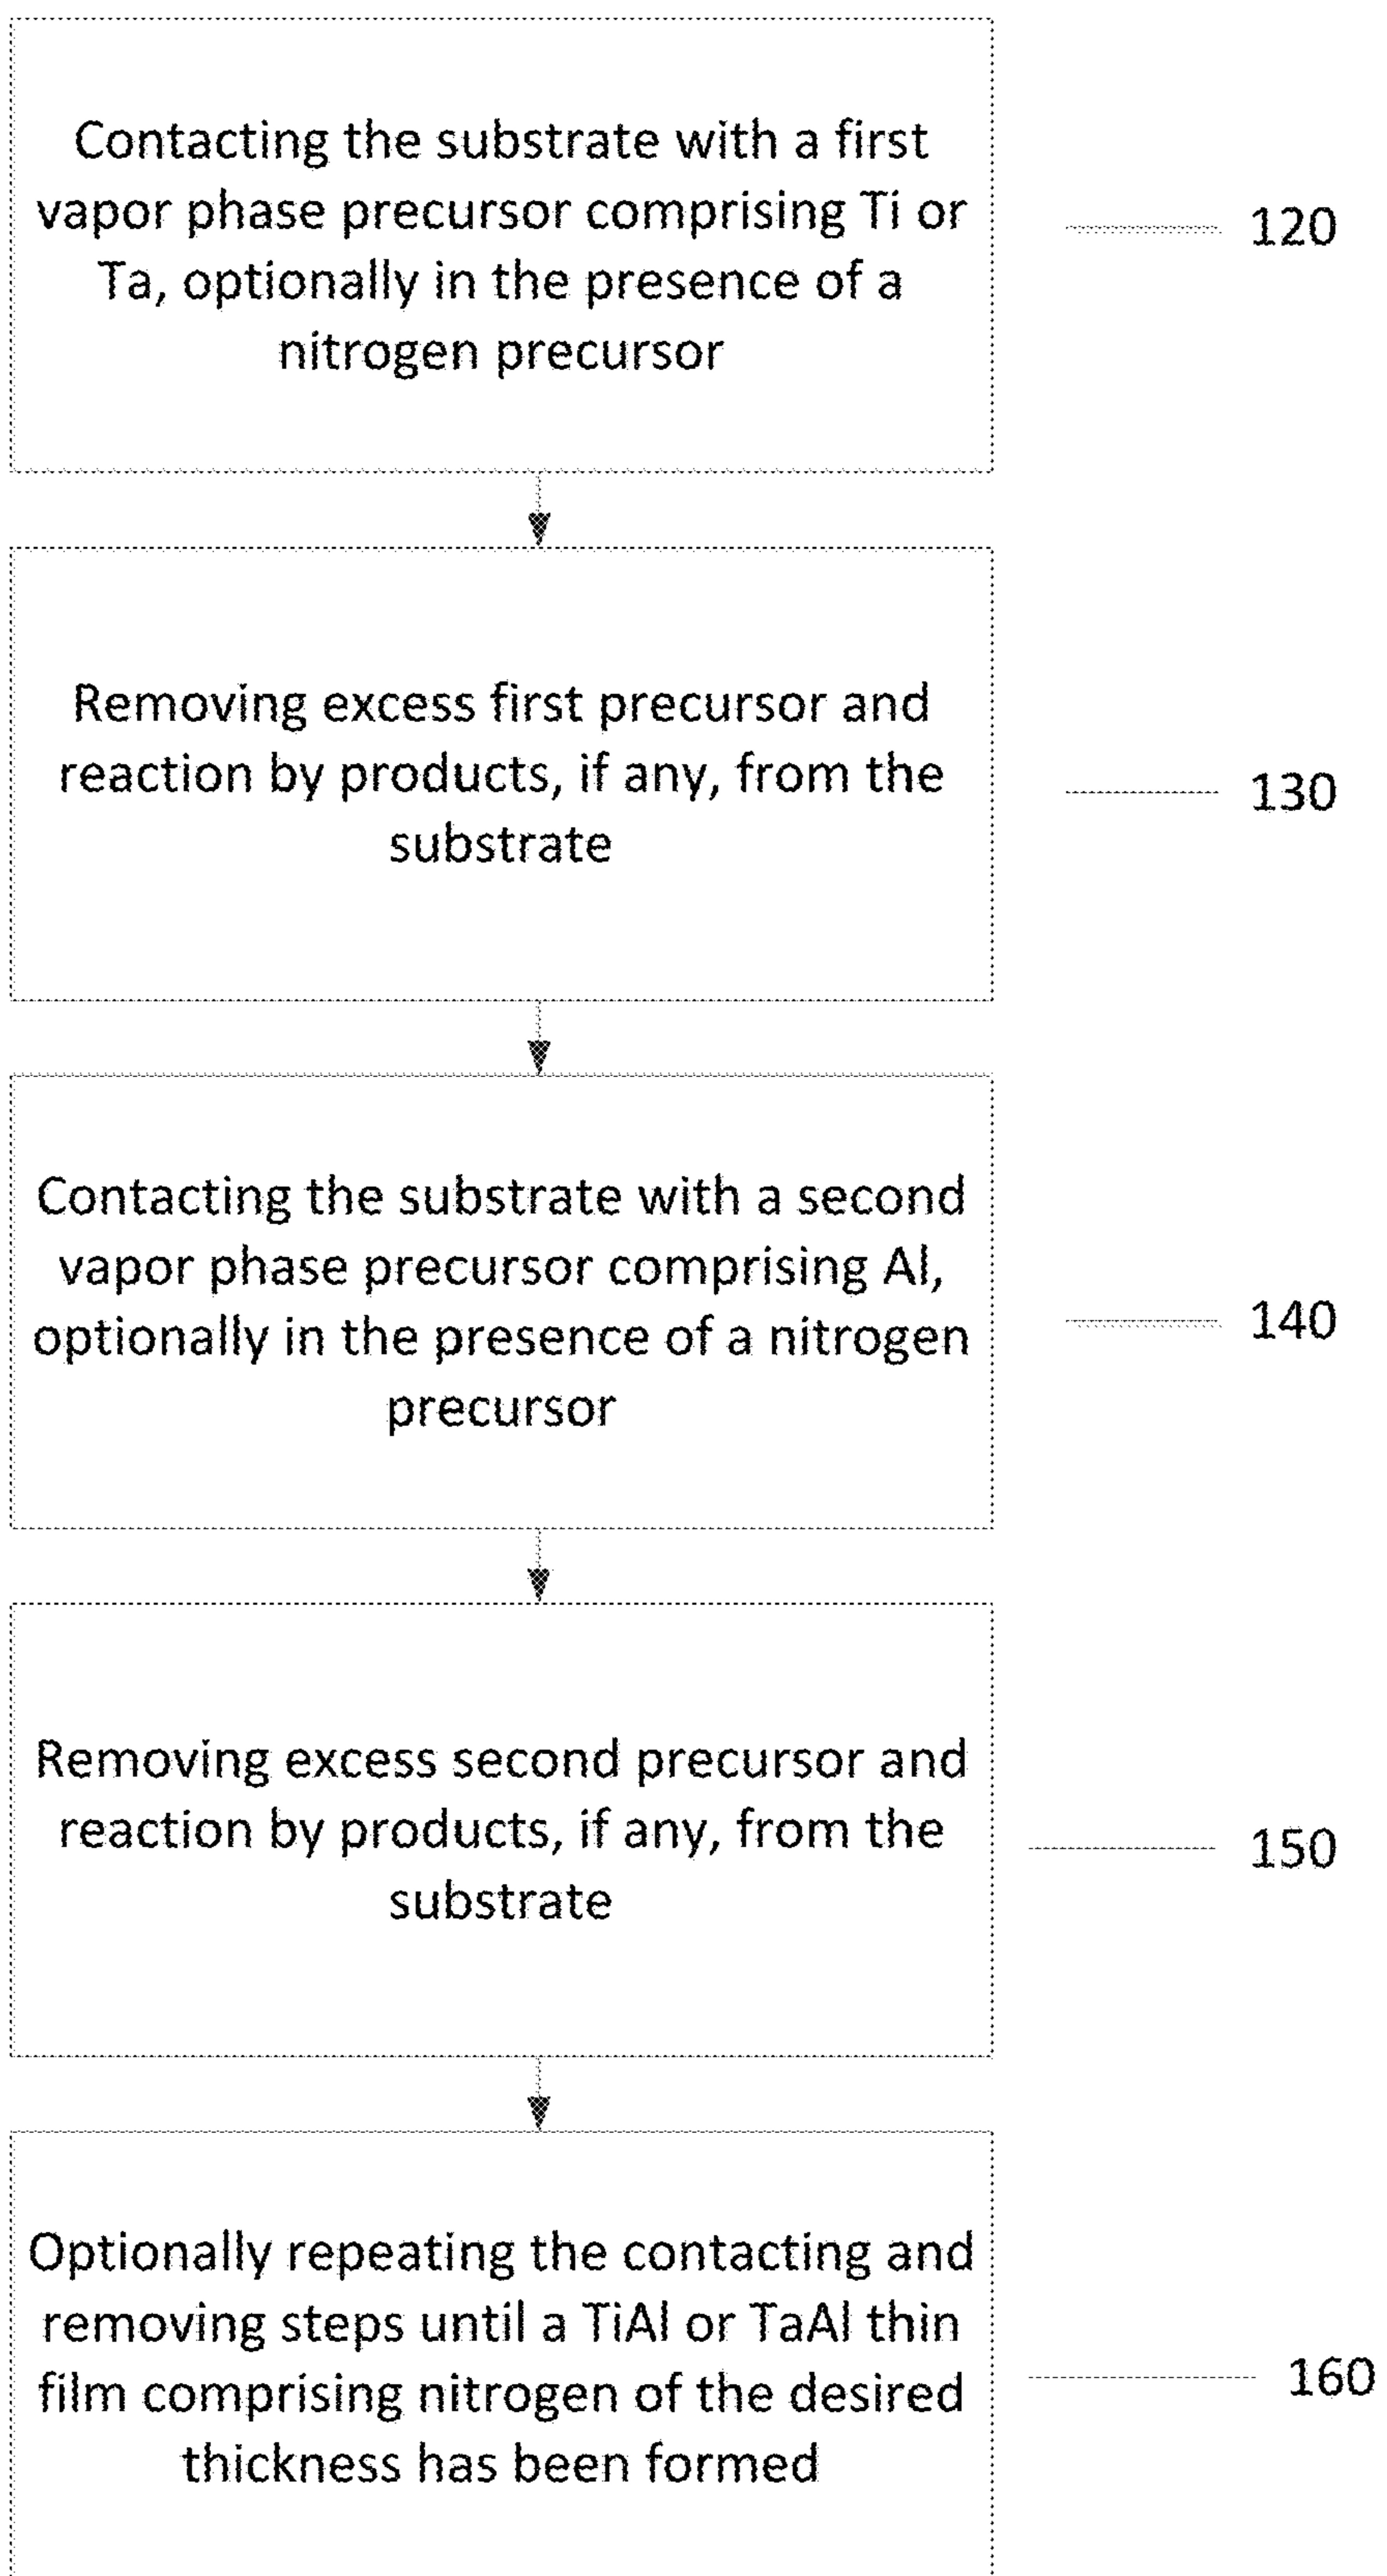 Contacting the substrate with a first
vapor phase precursor comprising Ti or
Ta, optionally in the presence of a
nitrogen precursor
120
Removing excess first precursor and
reaction by products, if any, from the
substrate
130
Contacting the substrate with a second
vapor phase precursor comprising Al,
optionally in the presence of a nitrogen
precursor
140
Removing excess second precursor and
reaction by products, if any, from the
substrate
150
Optionally repeating the contacting and
removing steps until a TiAl or TaAl thin
film comprising nitrogen of the desired
thickness has been formed
160